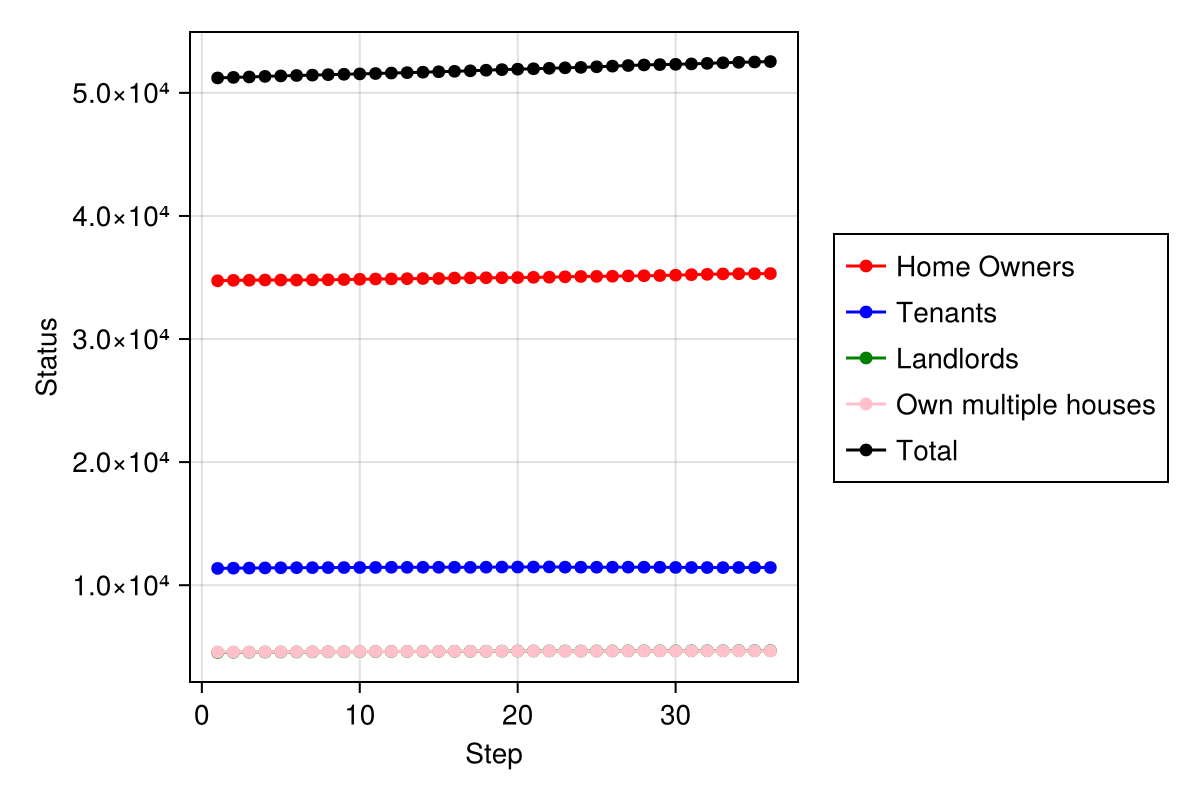 5.0×10⁴
4.0×10⁴
3.0×10⁴
2.0×10⁴
1.0×10⁴
Status
0 10 20 30
Step
Home Owners
Tenants
Landlords
Own multiple houses
Total